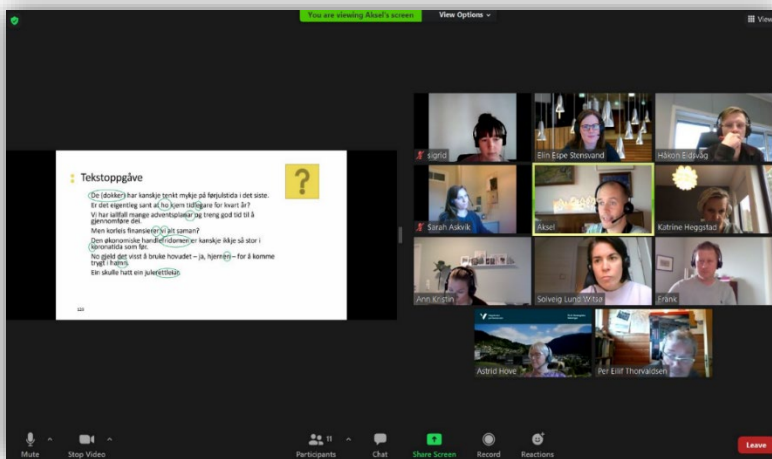 You are viewing Aksel's screen
View Options
View
Tekstoppgåve
?
De (dokker) har kanskje tenkt mykje på førjulstida i det siste.
Er det eigentleg sant at ho kjem tidlegare for kvart år?
Vi har iallfall mange adventsplanar og treng god tid til å
gjennomføre dei.
Men korleis finansierer vi alt saman?
Den økonomiske handlefridomen er kanskje ikkje så stor i
koronatida som før.
No gjeld det visst å bruke hovudet – ja, hjernen – for å komme
trygt i hamn.
Ein skulle hatt ein julerettleiar.
sigrid
Elin Espe Stensvand
Håkon Eidsvåg
Sarah Askvik
Aksel
Katrine Heggstad
Ann Kristin
Solveig Lund Witsø
Frank
Astrid Hove
Per Eilif Thorvaldsen
Mute
Stop Video
11
Participants
Chat
Share Screen
Record
Reactions
Leave